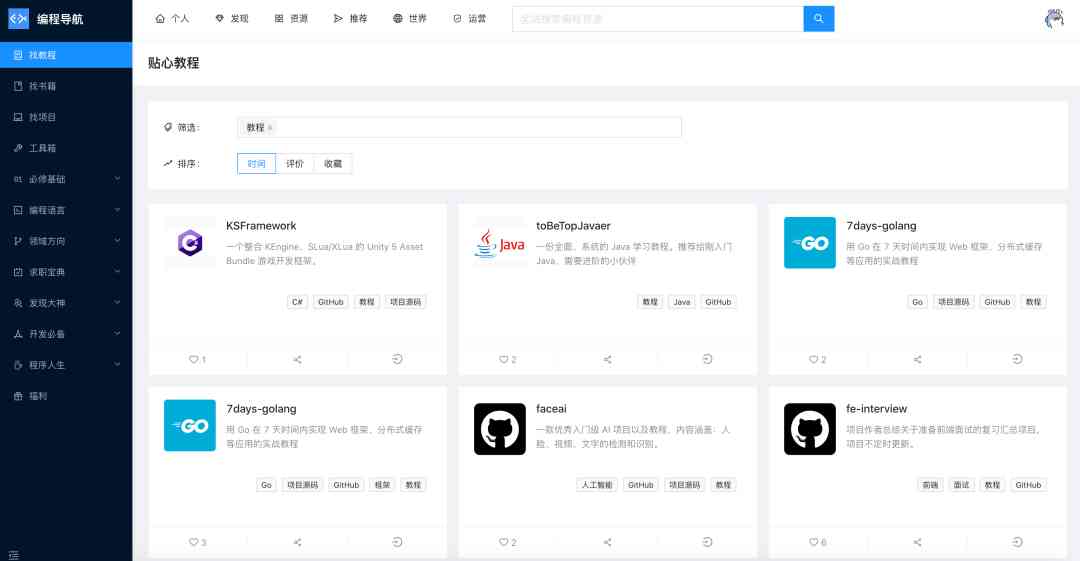 编程导航
个人
发现
资源
推荐
世界
运营
全站搜索编程资源
找教程
找书籍
找项目
工具箱
01 必修基础
编程语言
领域方向
求职宝典
发现大神
开发必备
程序人生
福利
贴心教程
筛选：
教程 ×
排序：
时间
评价
收藏
KSFramework
一个整合 KEngine、SLua/XLua 的 Unity 5 Asset
Bundle 游戏开发框架。
C#
GitHub
教程
项目源码
1
Java
toBeTopJavaer
一份全面、系统的 Java 学习教程。推荐给刚入门
Java、需要进阶的小伙伴
教程
Java
GitHub
2
GO
7days-golang
用 Go 在 7 天时间内实现 Web 框架、分布式缓存
等应用的实战教程
Go
项目源码
GitHub
教程
2
GO
7days-golang
用 Go 在 7 天时间内实现 Web 框架、分布式缓存
等应用的实战教程
Go
项目源码
GitHub
框架
教程
3
faceai
一款优秀入门级 AI 项目以及教程，内容涵盖：人
脸、视频、文字的检测和识别。
人工智能
GitHub
项目源码
教程
2
fe-interview
项目作者总结关于准备前端面试的复习汇总项目，
项目不定时更新。
前端
面试
教程
GitHub
6